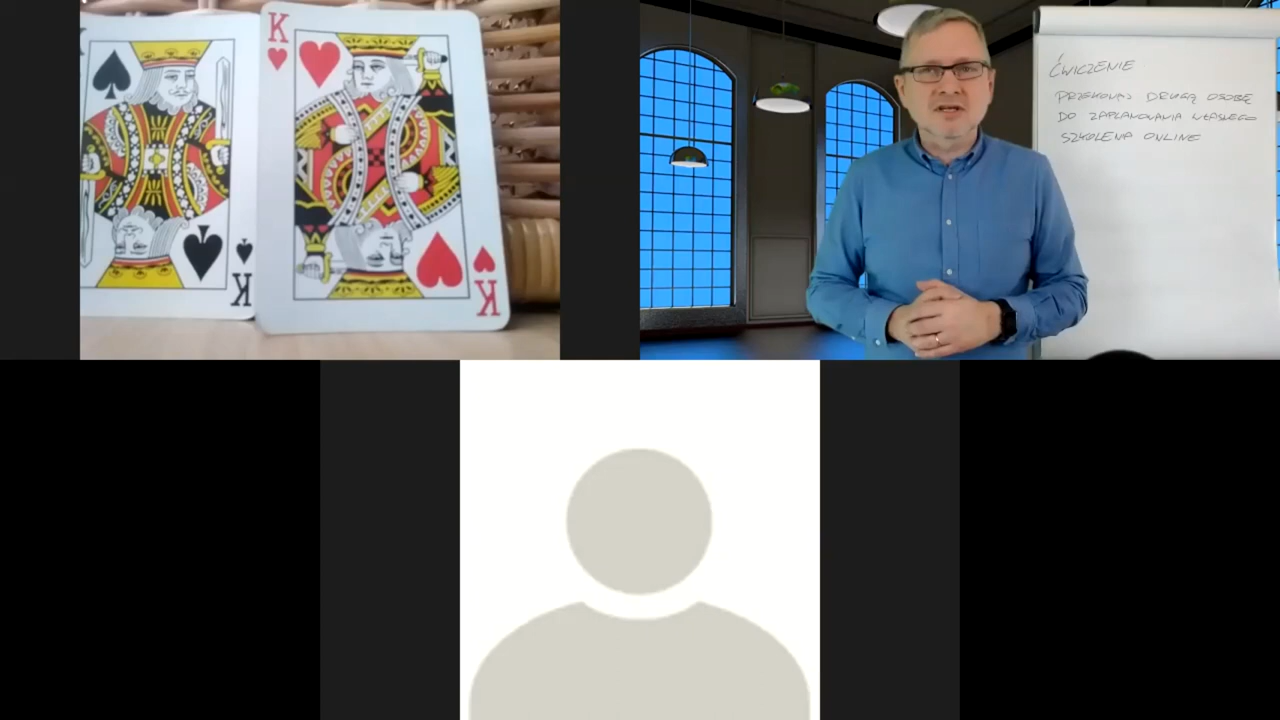 K
K
K
ĆWICZENIE
PRZEKONAJ DRUGĄ OSOBĘ
DO ZAPLANOWANIA WŁASNEGO
SZKOLENIA ONLINE